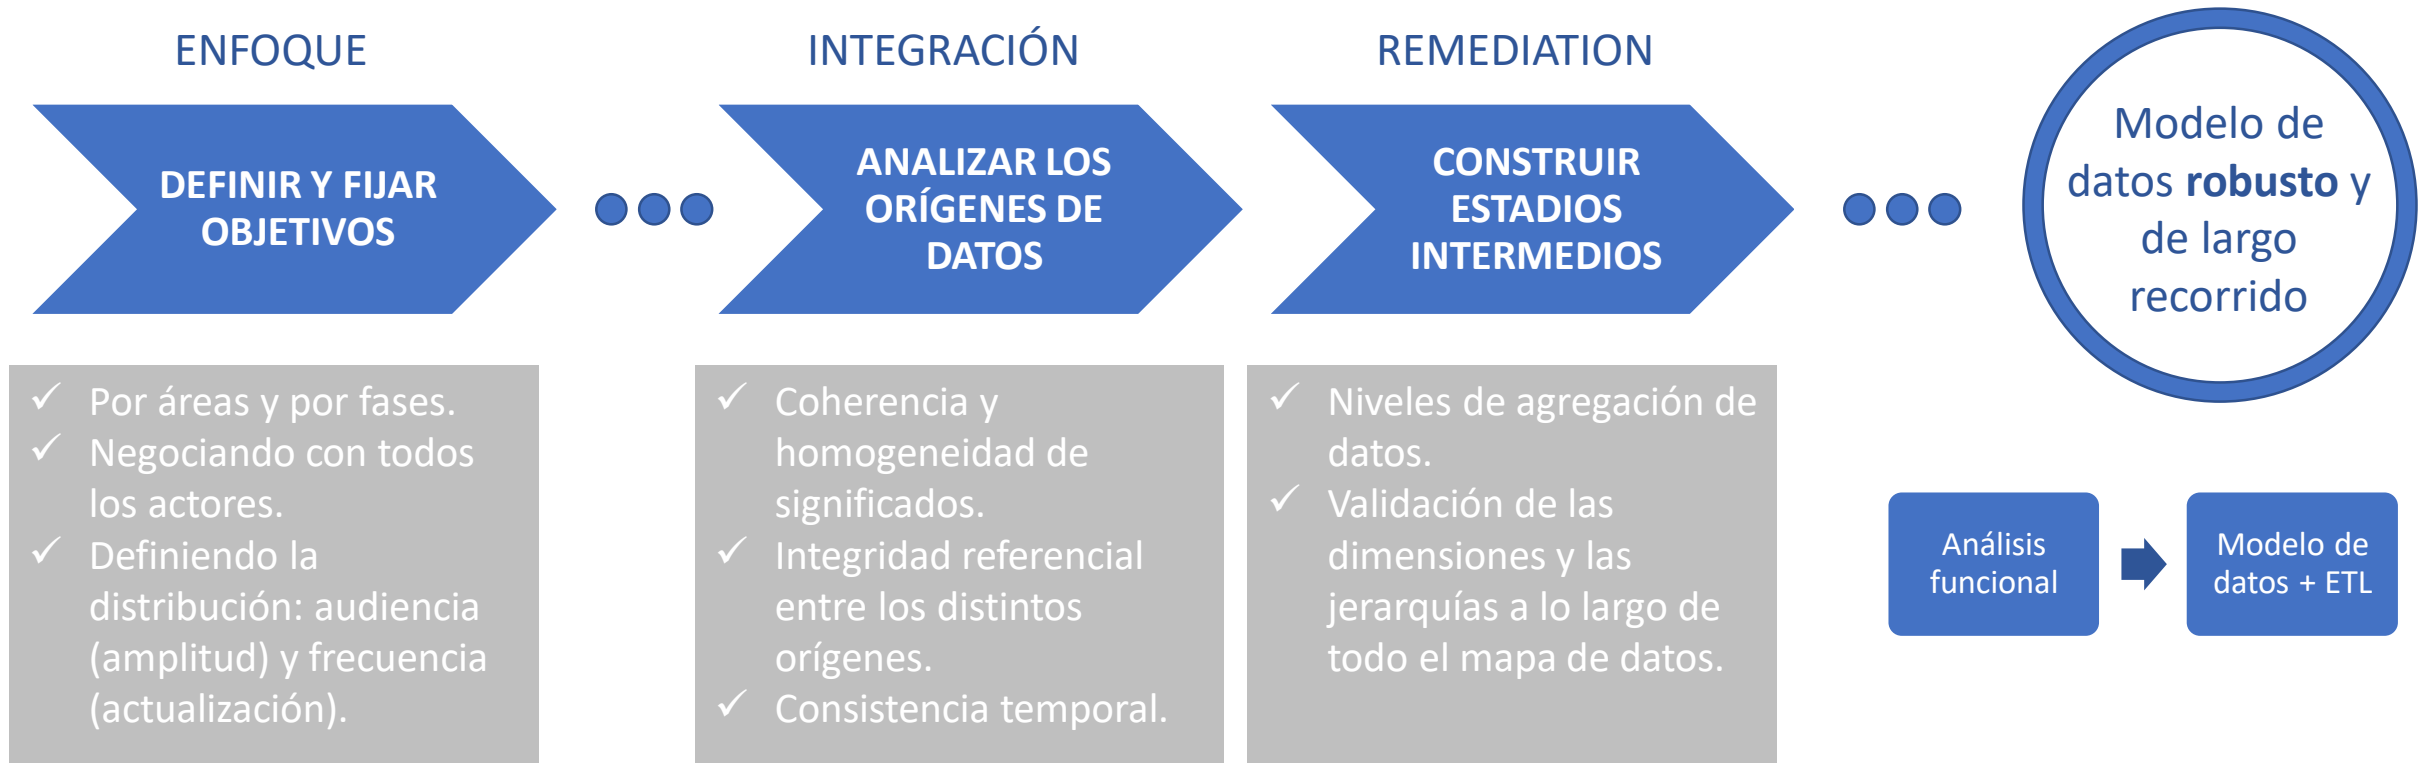 ENFOQUE
DEFINIR Y FIJAR
OBJETIVOS
✓ Por áreas y por fases.
✓ Negociando con todos
los actores.
✓ Definiendo la
distribución: audiencia
(amplitud) y frecuencia
(actualización).
INTEGRACIÓN
ANALIZAR LOS
ORÍGENES DE
DATOS
✓ Coherencia y
homogeneidad de
significados.
✓ Integridad referencial
entre los distintos
orígenes.
✓ Consistencia temporal.
REMEDIATION
CONSTRUIR
ESTADIOS
INTERMEDIOS
✓ Niveles de agregación de
datos.
✓ Validación de las
dimensiones y las
jerarquías a lo largo de
todo el mapa de datos.
Modelo de
datos robusto y
de largo
recorrido
Análisis
funcional
Modelo de
datos + ETL